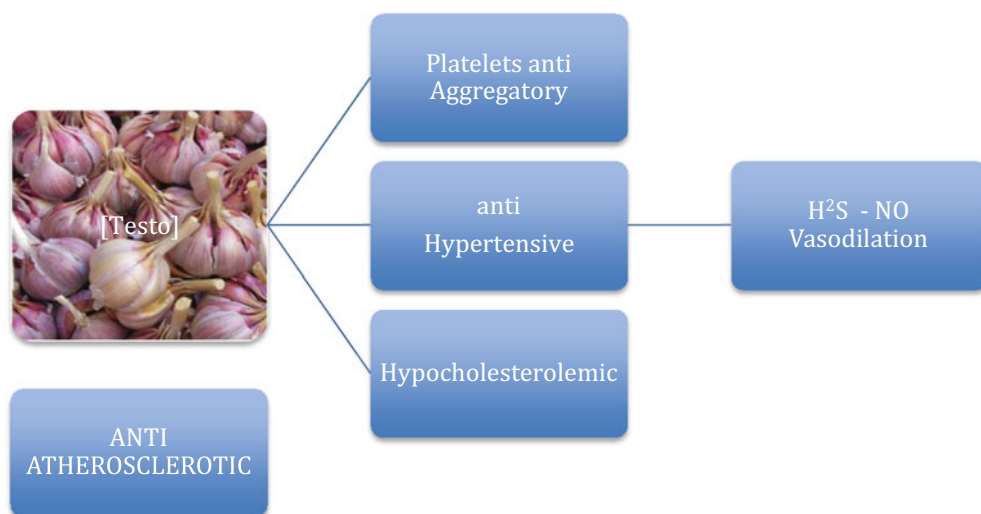 Platelets anti
Aggregatory
[Testo]
anti
Hypertensive
H²S - NO
Vasodilation
Hypocholesterolemic
ANTI
ATHEROSCLEROTIC